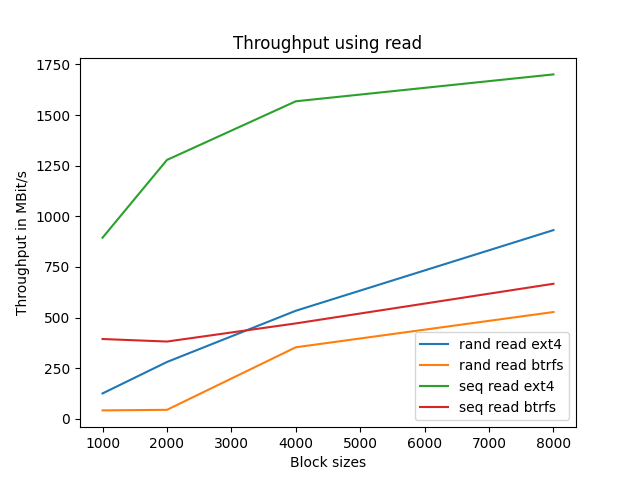 Throughput using read
Throughput in MBit/s
1750
1500
1250
1000
750
500
250
0
rand read ext4
rand read btrfs
seq read ext4
seq read btrfs
1000 2000 3000 4000 5000 6000 7000 8000
Block sizes